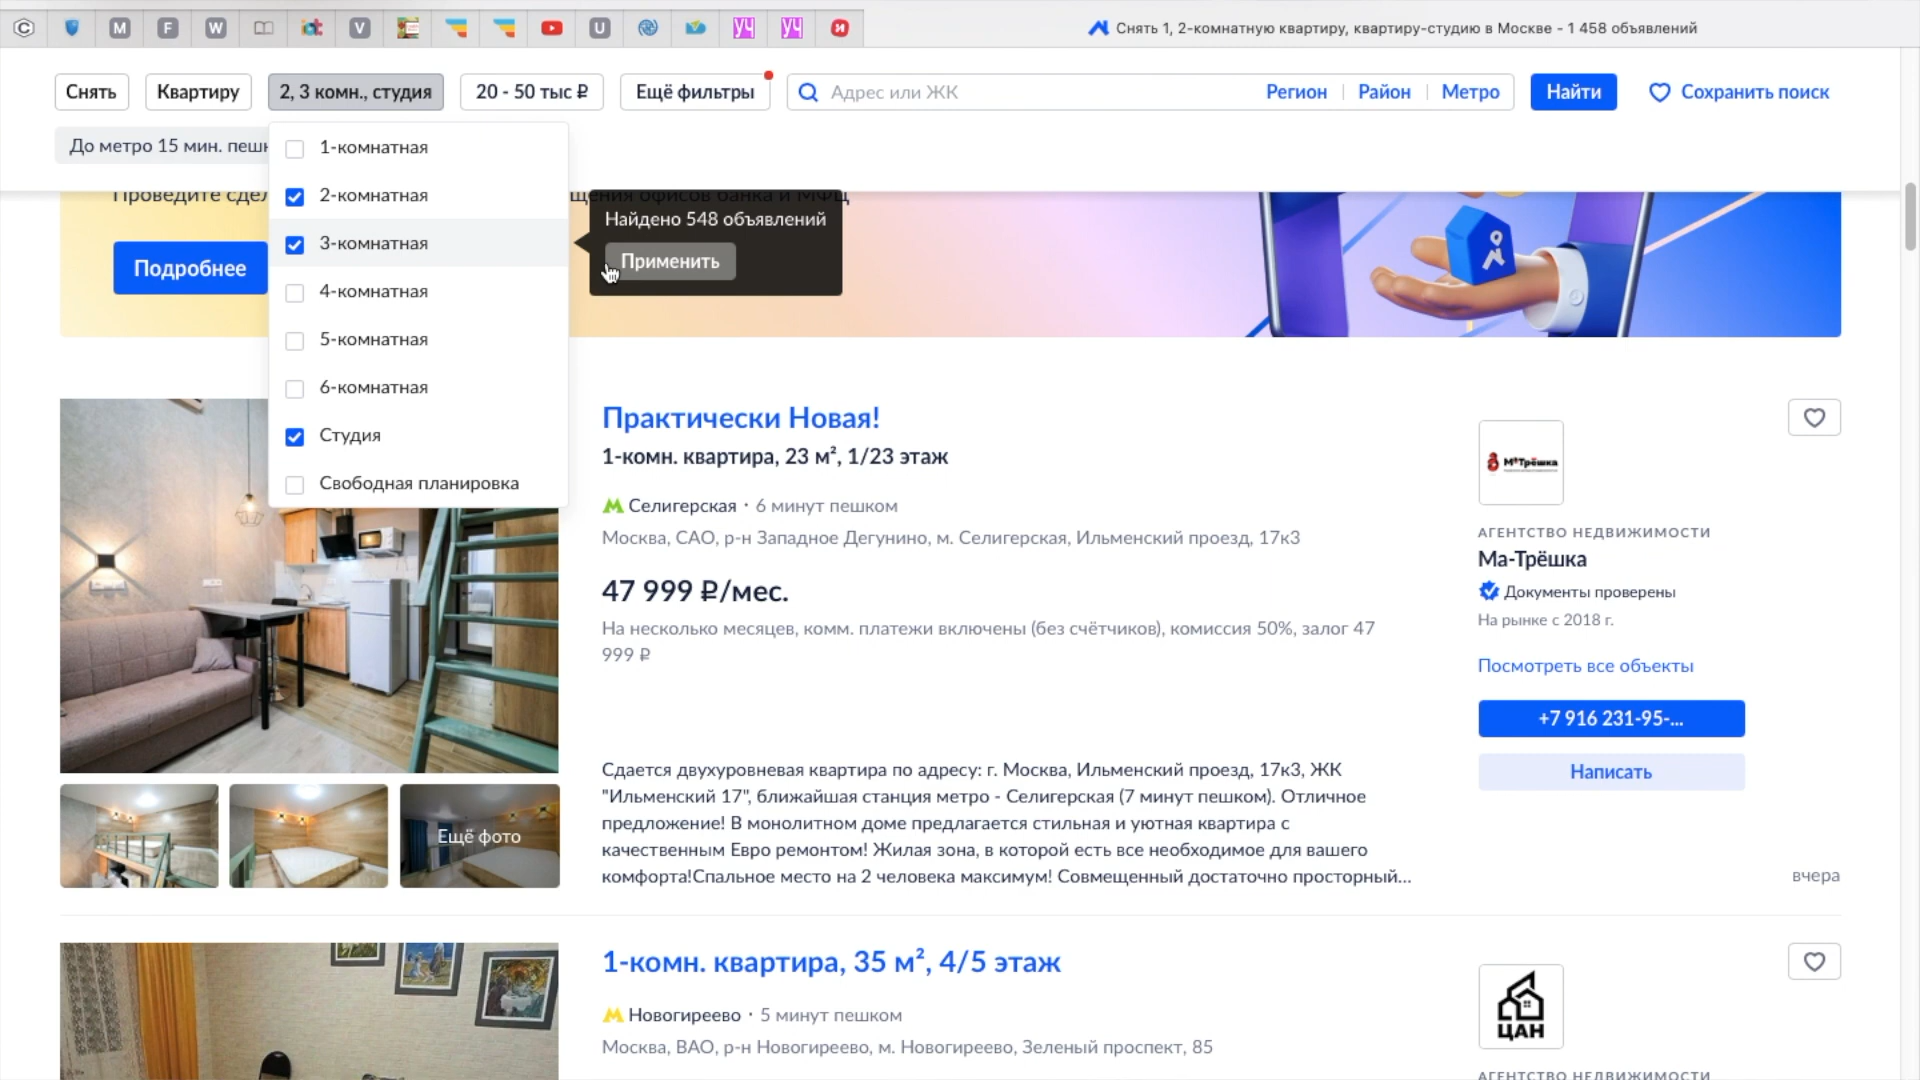 M
F
W
V
U
УЧ
УЧ
Снять 1, 2-комнатную квартиру, квартиру-студию в Москве - 1 458 объявлений
Снять
Квартиру
2, 3 комн., студия
20 - 50 тыс ₽
Ещё фильтры
Адрес или ЖК
Регион
Район
Метро
Найти
Сохранить поиск
До метро 15 мин. пешк
1-комнатная
2-комнатная
3-комнатная
4-комнатная
5-комнатная
6-комнатная
Студия
Свободная планировка
Найдено 548 объявлений
Применить
Проведите сдел
щения офисов банка и МФЦ
Подробнее
Практически Новая!
1-комн. квартира, 23 м², 1/23 этаж
Селигерская · 6 минут пешком
Москва, САО, р-н Западное Дегунино, м. Селигерская, Ильменский проезд, 17к3
47 999 ₽/мес.
На несколько месяцев, комм. платежи включены (без счётчиков), комиссия 50%, залог 47
999 ₽
Сдается двухуровневая квартира по адресу: г. Москва, Ильменский проезд, 17к3, ЖК
"Ильменский 17", ближайшая станция метро - Селигерская (7 минут пешком). Отличное
предложение! В монолитном доме предлагается стильная и уютная квартира с
качественным Евро ремонтом! Жилая зона, в которой есть все необходимое для вашего
комфорта!Спальное место на 2 человека максимум! Совмещенный достаточно просторный...
Ещё фото
МаТрёшка
АГЕНТСТВО НЕДВИЖИМОСТИ
Ма-Трёшка
Документы проверены
На рынке с 2018 г.
Посмотреть все объекты
+7 916 231-95-...
Написать
вчера
1-комн. квартира, 35 м², 4/5 этаж
Новогиреево · 5 минут пешком
Москва, ВАО, р-н Новогиреево, м. Новогиреево, Зеленый проспект, 85
ЦАН
АГЕНТСТВО НЕДВИЖИМОСТИ